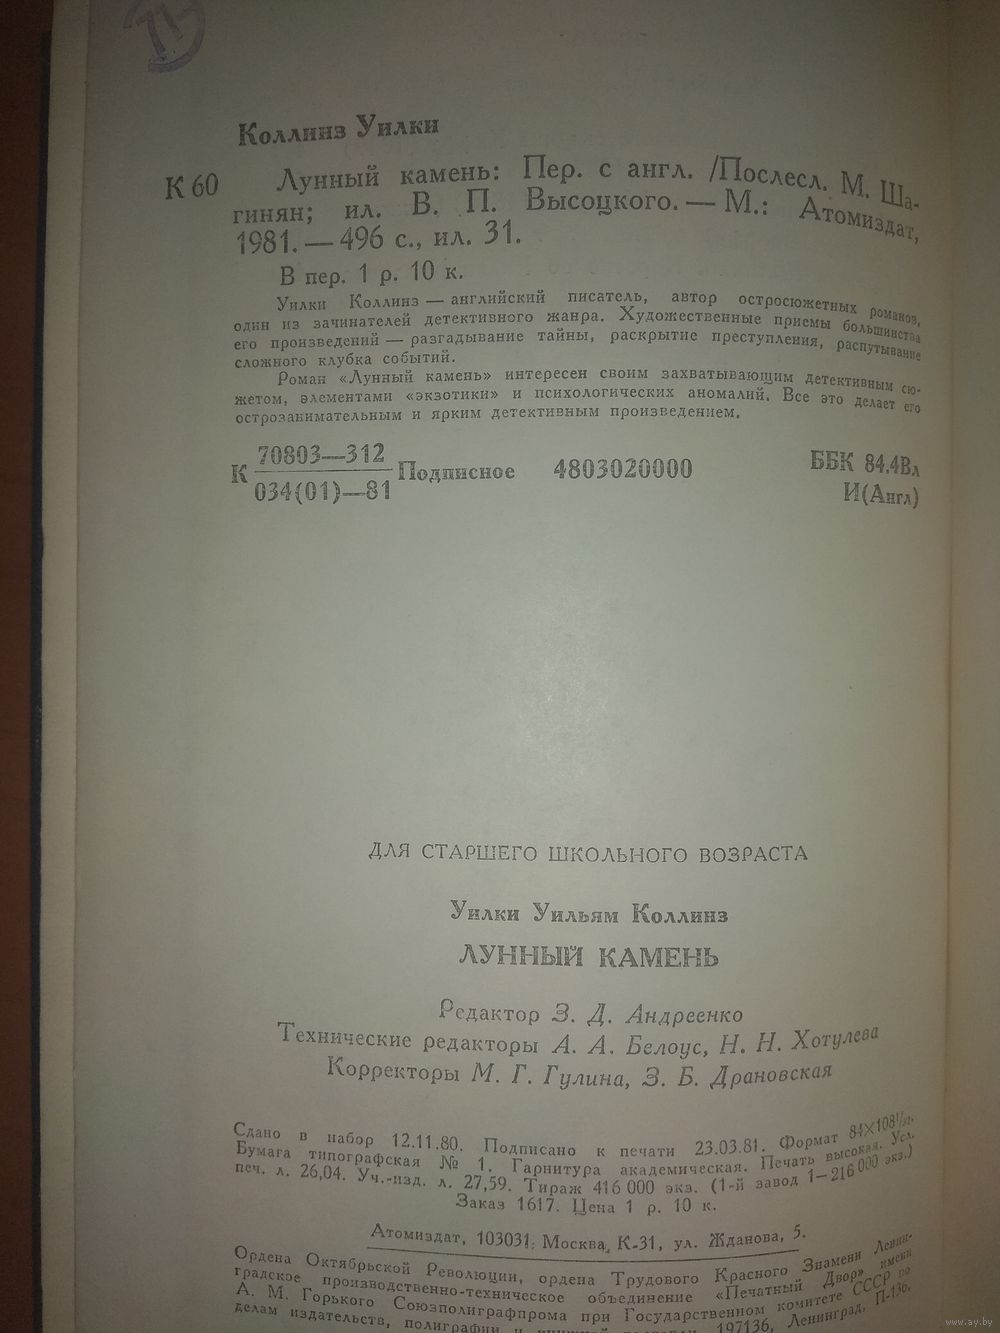 Коллинз Уилки
К 60 Лунный камень: Пер. с англ. /Послесл. М. Ша-
гинян; ил. В. П. Высоцкого. — М.: Атомиздат,
1981. — 496 с., ил. 31.
В пер. 1 р. 10 к.
Уилки Коллинз — английский писатель, автор остросюжетных романов,
один из зачинателей детективного жанра. Художественные приемы большинства
его произведений — разгадывание тайны, раскрытие преступления, распутывание
сложного клубка событий.
Роман «Лунный камень» интересен своим захватывающим детективным сю-
жетом, элементами «экзотики» и психологических аномалий. Все это делает его
острозанимательным и ярким детективным произведением.
К 70803—312
034(01)—81 Подписное 4803020000
ББК 84.4Вл
И(Англ)
ДЛЯ СТАРШЕГО ШКОЛЬНОГО ВОЗРАСТА
Уилки Уильям Коллинз
ЛУННЫЙ КАМЕНЬ
Редактор З. Д. Андреенко
Технические редакторы А. А. Белоус, Н. Н. Хотулева
Корректоры М. Г. Гулина, З. Б. Драновская
Сдано в набор 12.11.80. Подписано к печати 23.03.81. Формат 84×108¹/₃₂.
Бумага типографская № 1. Гарнитура академическая. Печать высокая. Усл.
печ. л. 26,04. Уч.-изд. л. 27,59. Тираж 416 000 экз. (1-й завод 1—216 000 экз.)
Заказ 1617. Цена 1 р. 10 к.
Атомиздат, 103031, Москва, К-31, ул. Жданова, 5.
Ордена Октябрьской Революции, ордена Трудового Красного Знамени Ленин-
градское производственно-техническое объединение «Печатный Двор» имени
А. М. Горького Союзполиграфпрома при Государственном комитете СССР по
делам издательств, полиграфии и книжной торговли. 197136, Ленинград, П-136,
www.ay.by